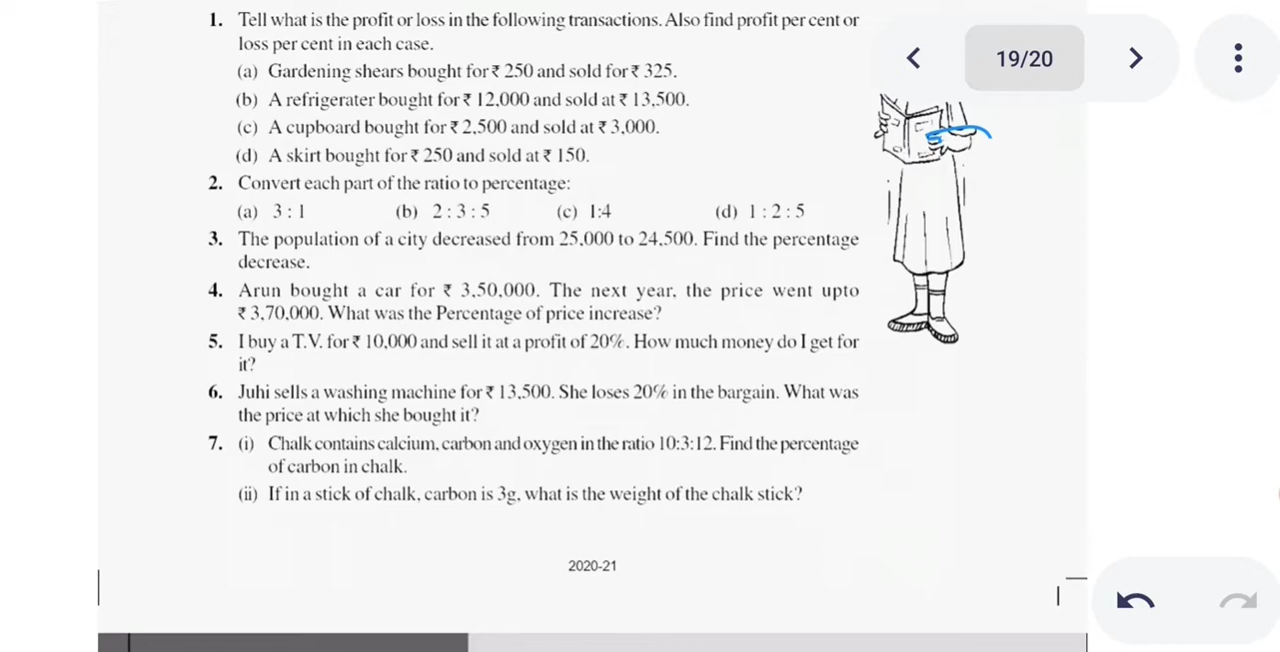 1. Tell what is the profit or loss in the following transactions. Also find profit per cent or
loss per cent in each case.
(a) Gardening shears bought for ₹ 250 and sold for ₹ 325.
(b) A refrigerater bought for ₹ 12,000 and sold at ₹ 13,500.
(c) A cupboard bought for ₹ 2,500 and sold at ₹ 3,000.
(d) A skirt bought for ₹ 250 and sold at ₹ 150.
2. Convert each part of the ratio to percentage:
(a) 3 : 1 (b) 2 : 3 : 5 (c) 1:4 (d) 1 : 2 : 5
3. The population of a city decreased from 25,000 to 24,500. Find the percentage
decrease.
4. Arun bought a car for ₹ 3,50,000. The next year, the price went upto
₹ 3,70,000. What was the Percentage of price increase?
5. I buy a T.V. for ₹ 10,000 and sell it at a profit of 20%. How much money do I get for
it?
6. Juhi sells a washing machine for ₹ 13,500. She loses 20% in the bargain. What was
the price at which she bought it?
7. (i) Chalk contains calcium, carbon and oxygen in the ratio 10:3:12. Find the percentage
of carbon in chalk.
(ii) If in a stick of chalk, carbon is 3g, what is the weight of the chalk stick?
2020-21
19/20